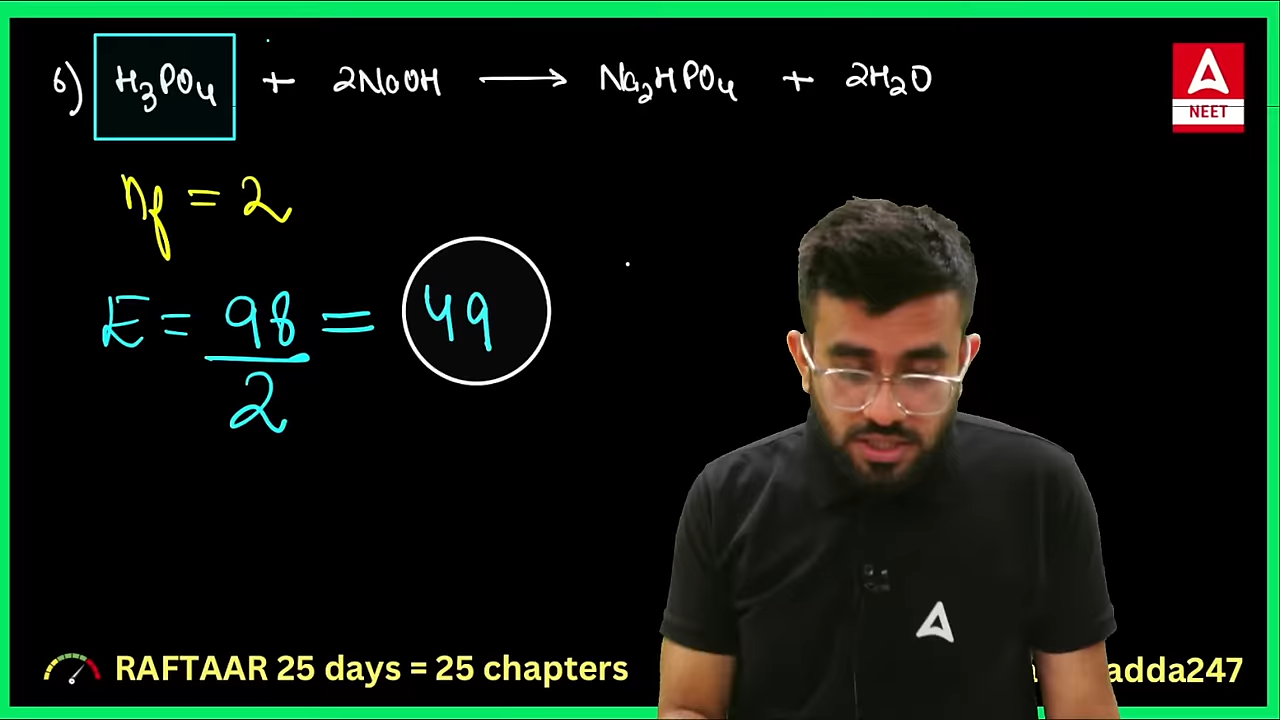 6) H₃PO₄ + 2NaOH ⟶ Na₂HPO₄ + 2H₂O
NEET
nf = 2
E = 98/2 = 49
RAFTAAR 25 days = 25 chapters
adda247